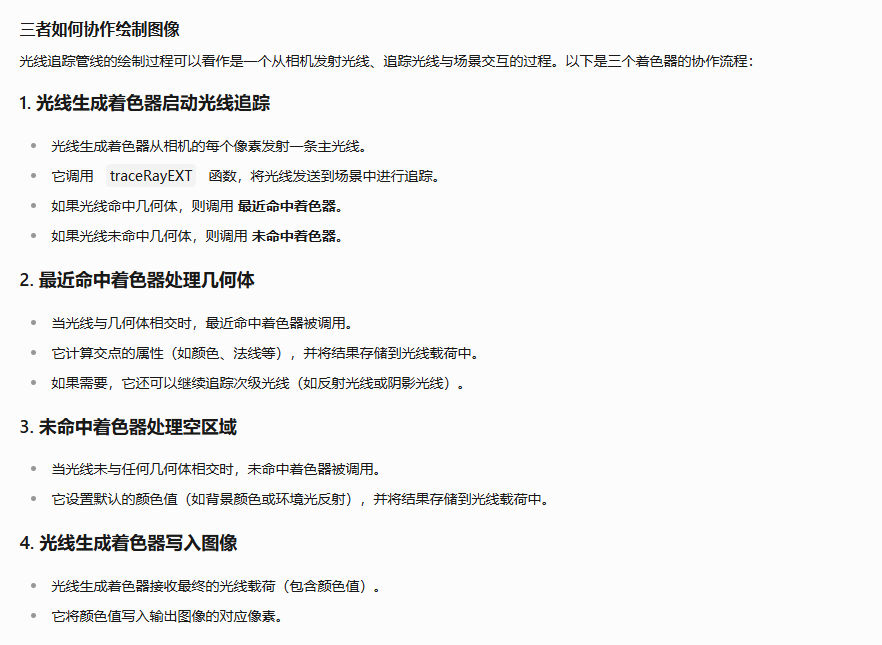 三者如何协作绘制图像
光线追踪管线的绘制过程可以看作是一个从相机发射光线、追踪光线与场景交互的过程。以下是三个着色器的协作流程：
1. 光线生成着色器启动光线追踪
光线生成着色器从相机的每个像素发射一条主光线。
它调用 traceRayEXT 函数，将光线发送到场景中进行追踪。
如果光线命中几何体，则调用 最近命中着色器。
如果光线未命中几何体，则调用 未命中着色器。
2. 最近命中着色器处理几何体
当光线与几何体相交时，最近命中着色器被调用。
它计算交点的属性（如颜色、法线等），并将结果存储到光线载荷中。
如果需要，它还可以继续追踪次级光线（如反射光线或阴影光线）。
3. 未命中着色器处理空区域
当光线未与任何几何体相交时，未命中着色器被调用。
它设置默认的颜色值（如背景颜色或环境光反射），并将结果存储到光线载荷中。
4. 光线生成着色器写入图像
光线生成着色器接收最终的光线载荷（包含颜色值）。
它将颜色值写入输出图像的对应像素。